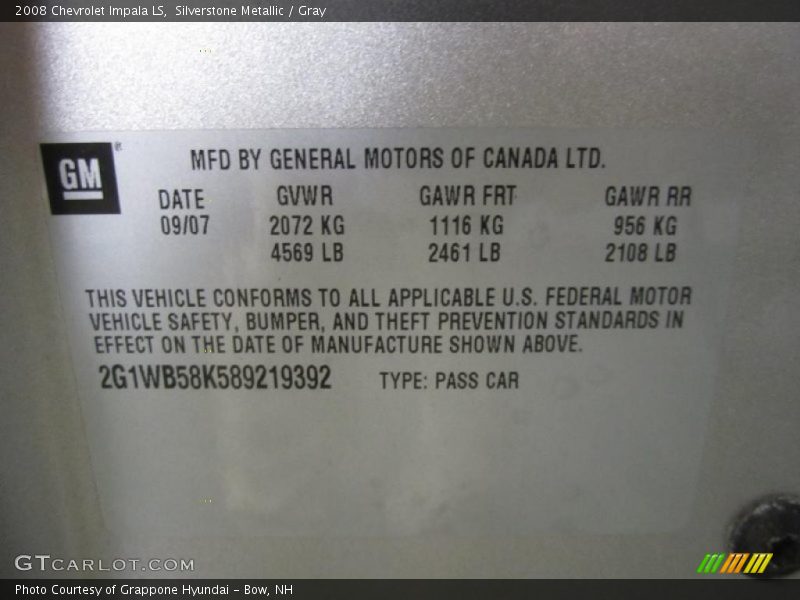 2008 Chevrolet Impala LS, Silverstone Metallic / Gray
GM ®
MFD BY GENERAL MOTORS OF CANADA LTD.
DATE GVWR GAWR FRT GAWR RR
09/07 2072 KG 1116 KG 956 KG
4569 LB 2461 LB 2108 LB
THIS VEHICLE CONFORMS TO ALL APPLICABLE U.S. FEDERAL MOTOR
VEHICLE SAFETY, BUMPER, AND THEFT PREVENTION STANDARDS IN
EFFECT ON THE DATE OF MANUFACTURE SHOWN ABOVE.
2G1WB58K589219392 TYPE: PASS CAR
GTCARLOT.COM
Photo Courtesy of Grappone Hyundai - Bow, NH